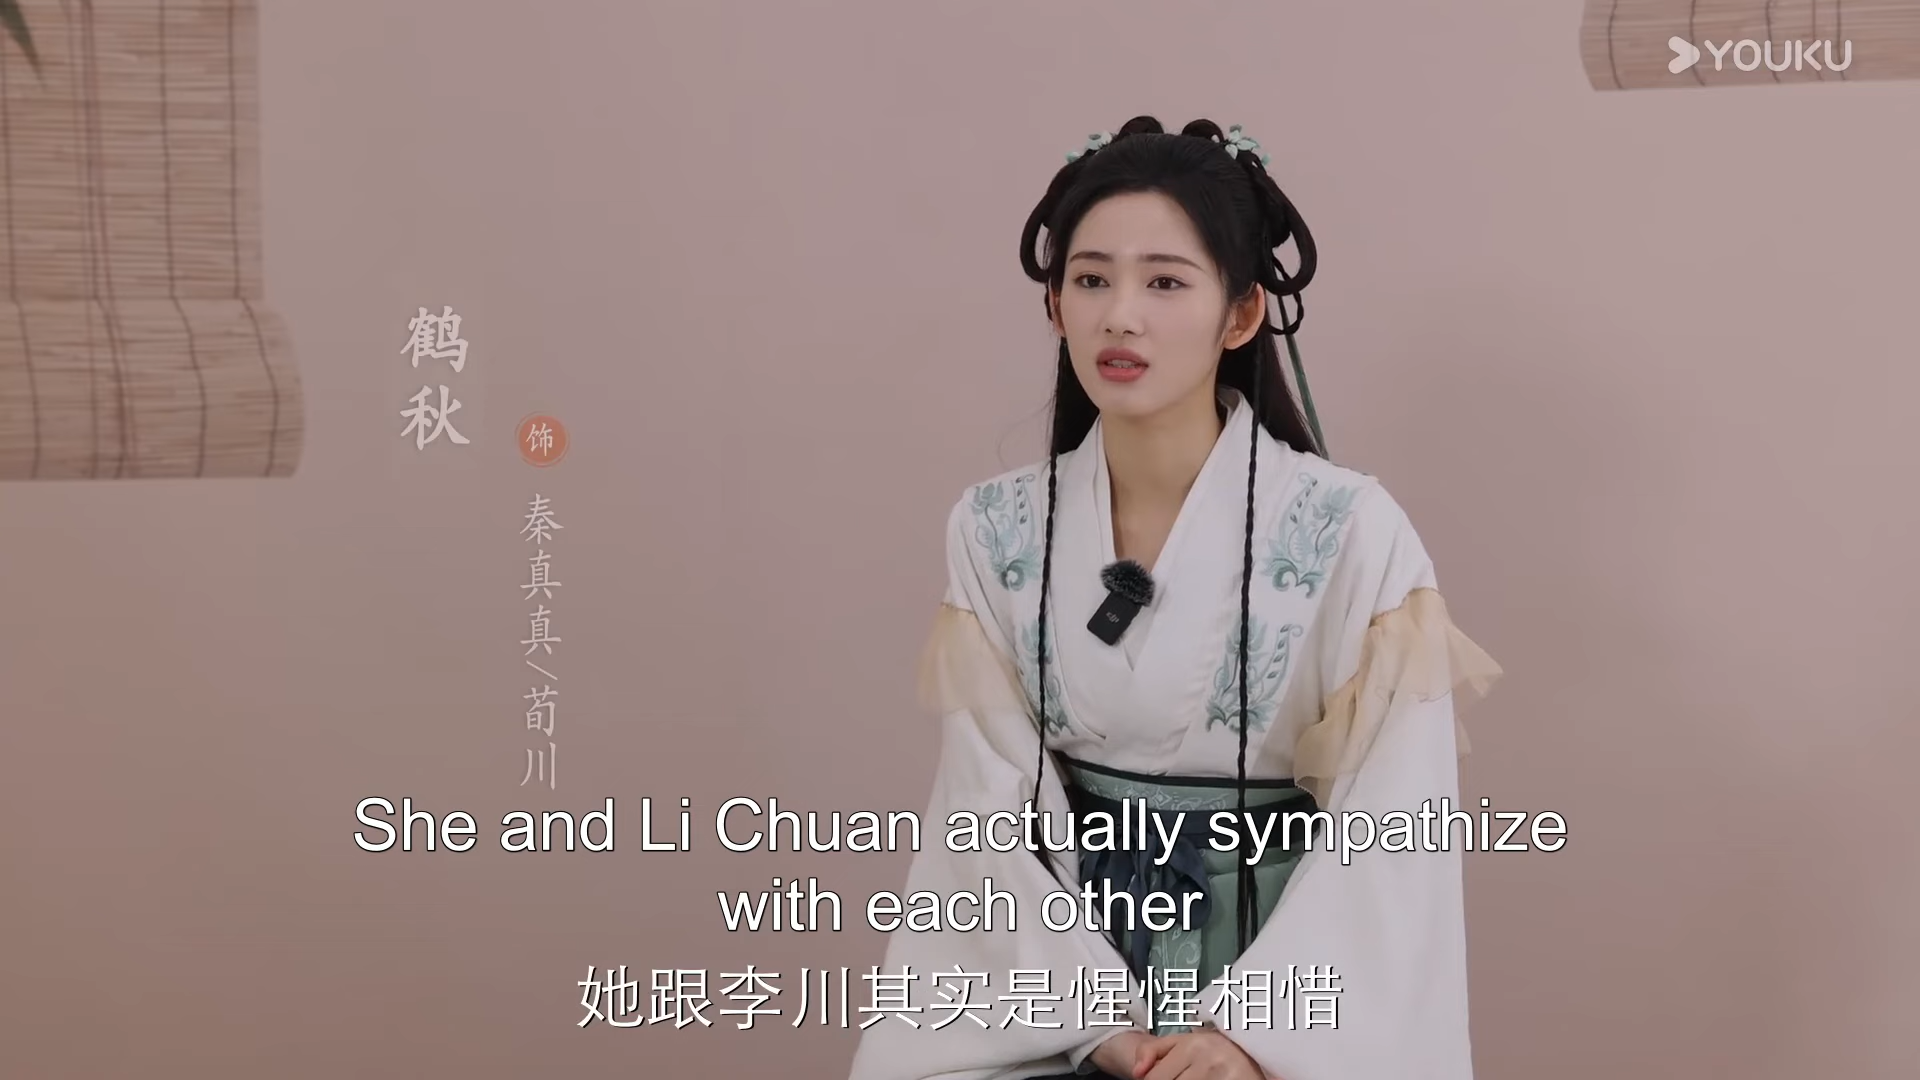 YOUKU
鹤秋
饰
秦真真/荀川
She and Li Chuan actually sympathize
with each other
她跟李川其实是惺惺相惜